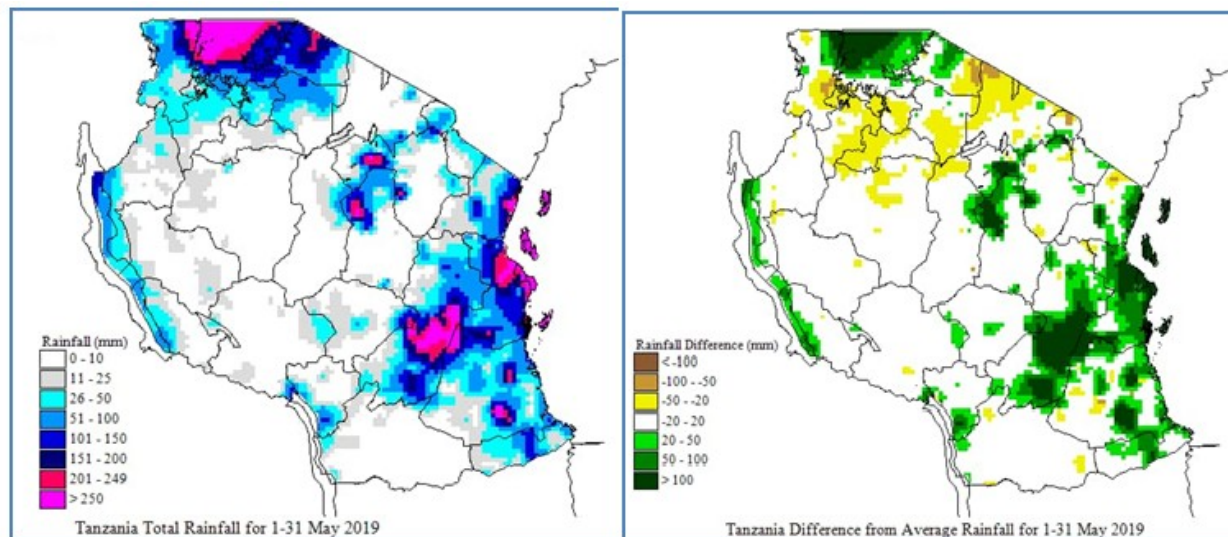 Rainfall (mm)
0 - 10
11 - 25
26 - 50
51 - 100
101 - 150
151 - 200
201 - 249
> 250
Tanzania Total Rainfall for 1-31 May 2019
Rainfall Difference (mm)
< -100
-100 - -50
-50 - -20
-20 - 20
20 - 50
50 - 100
> 100
Tanzania Difference from Average Rainfall for 1-31 May 2019